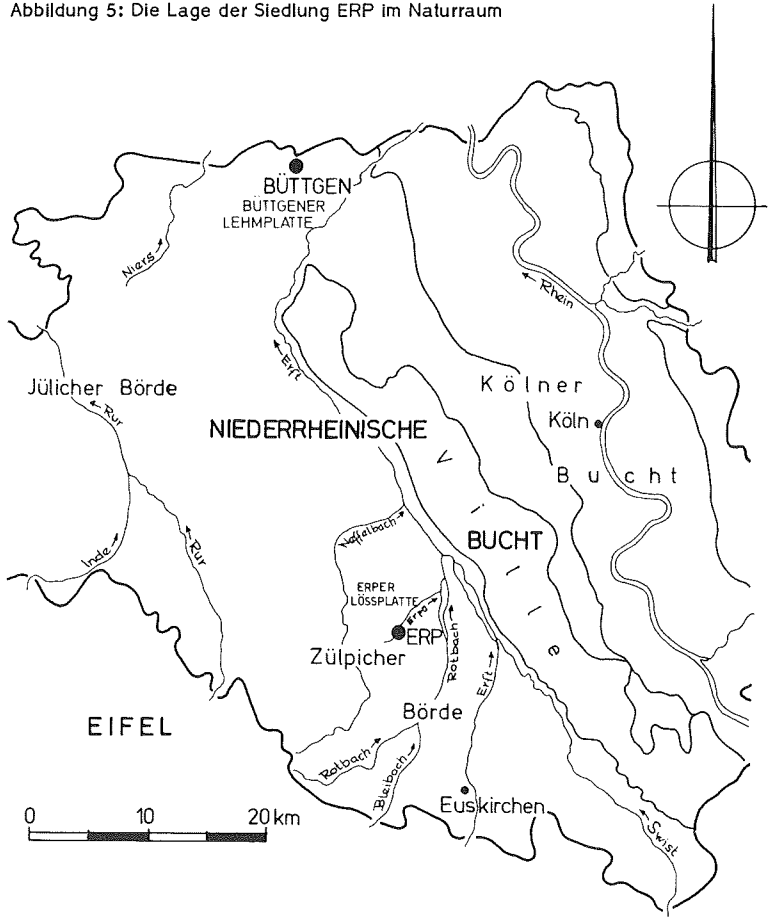 Abbildung 5: Die Lage der Siedlung ERP im Naturraum
BÜTTGEN
BÜTTGENER
LEHMPLATTE
Niers
Rhein
Erft
Jülicher Börde
Rur
Kölner
Köln
NIEDERRHEINISCHE
Ville
Bucht
Inde
Rur
Naffelbach
BUCHT
ERPER
LÖSSPLATTE
Erpa
ERP
Rotbach
Zülpicher
Erft
Börde
EIFEL
Rotbach
Bleibach
Euskirchen
Swist
0 10 20 km